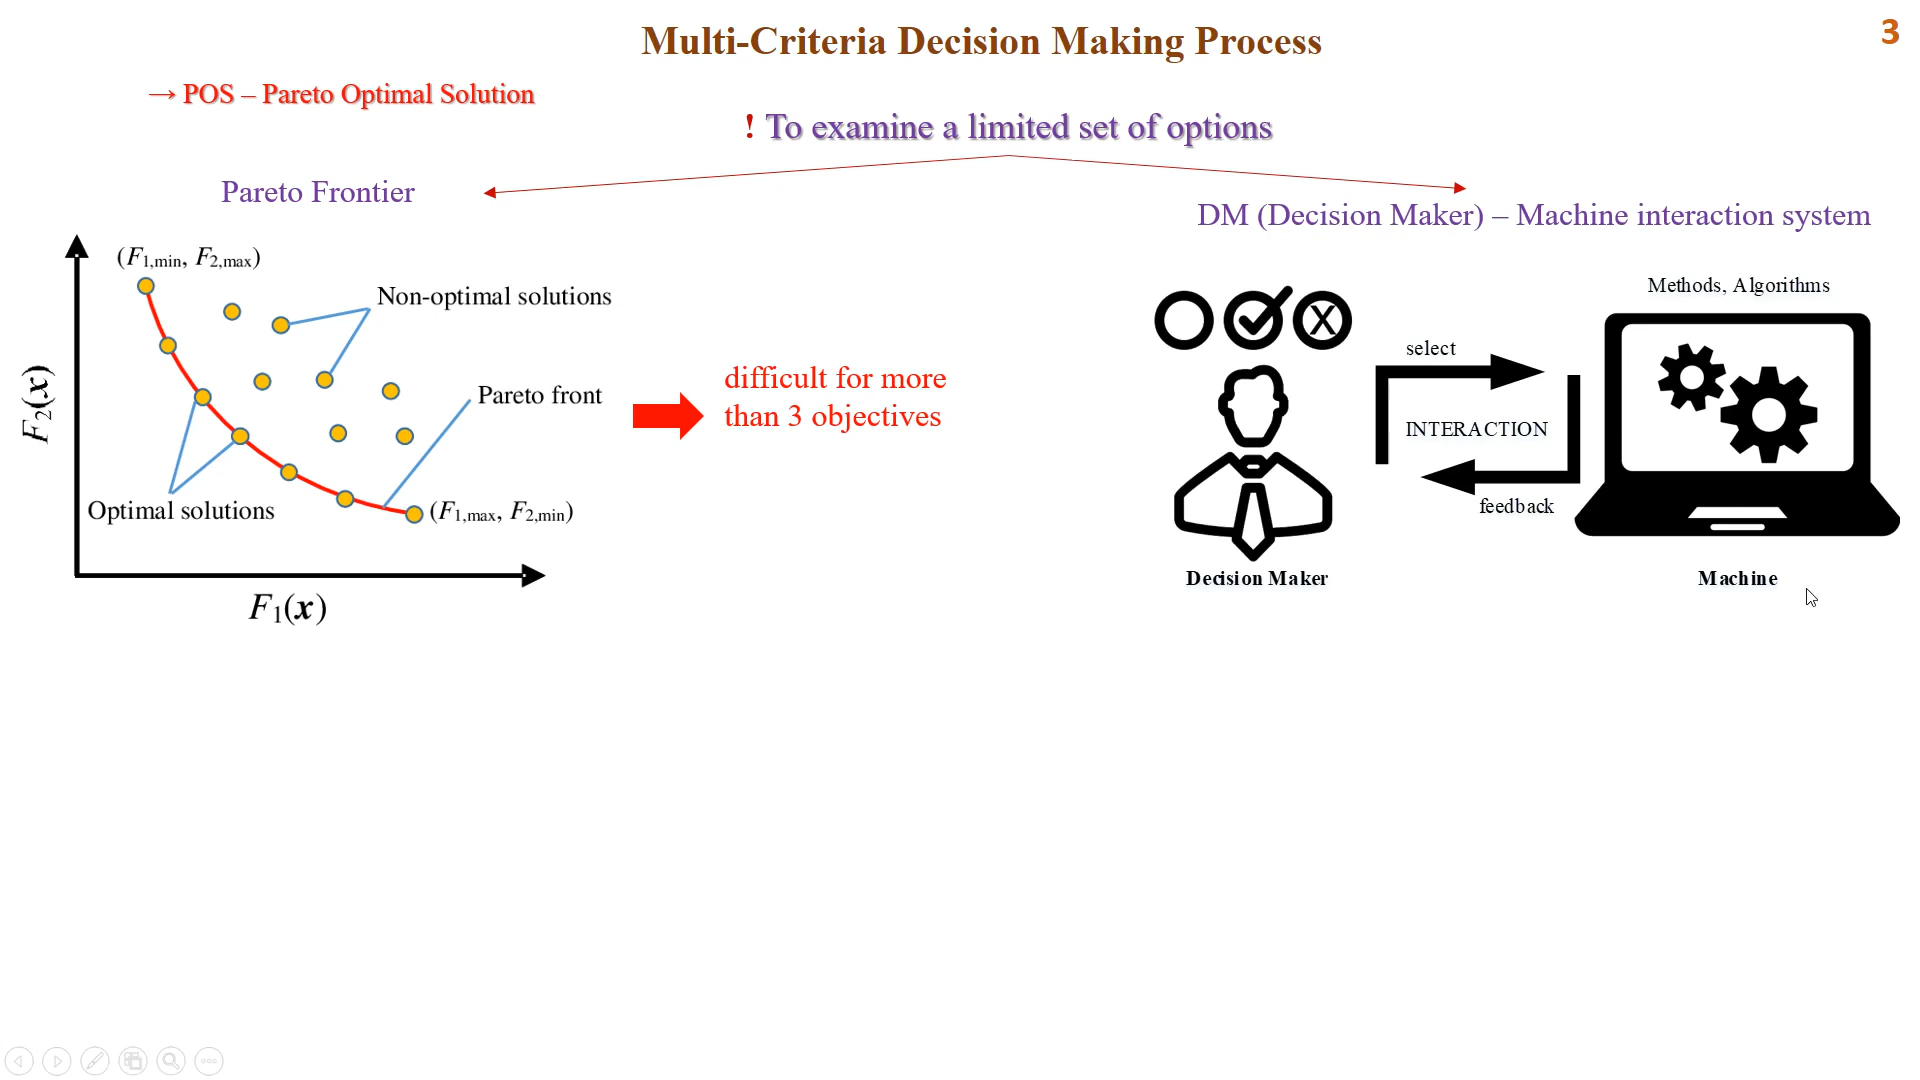 Multi-Criteria Decision Making Process
3
→ POS – Pareto Optimal Solution
! To examine a limited set of options
Pareto Frontier
DM (Decision Maker) – Machine interaction system
(F1,min, F2,max)
Non-optimal solutions
Pareto front
Optimal solutions
(F1,max, F2,min)
F2(x)
F1(x)
difficult for more
than 3 objectives
X
Methods, Algorithms
select
INTERACTION
feedback
Decision Maker
Machine